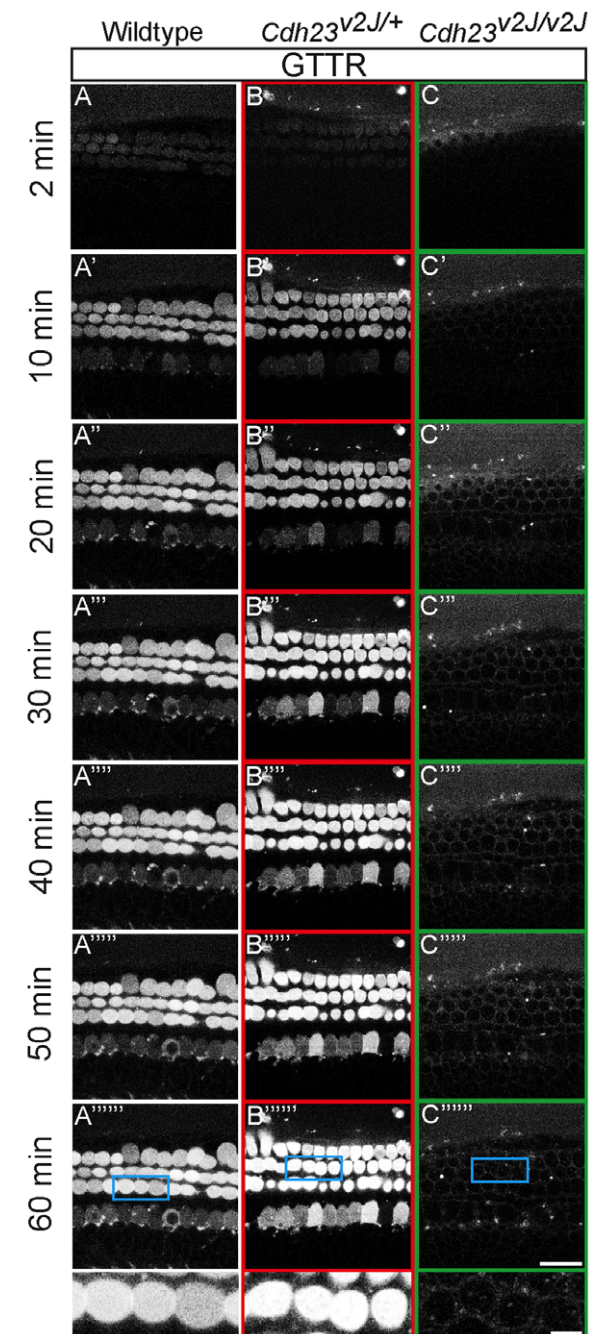 Wildtype Cdh23v2J/+ Cdh23v2J/v2J
GTTR
2 min A B C
10 min A’ B’ C’
20 min A’’ B’’ C’’
30 min A’’’ B’’’ C’’’
40 min A’’’’ B’’’’ C’’’’
50 min A’’’’’ B’’’’’ C’’’’’
60 min A’’’’’’ B’’’’’’ C’’’’’’